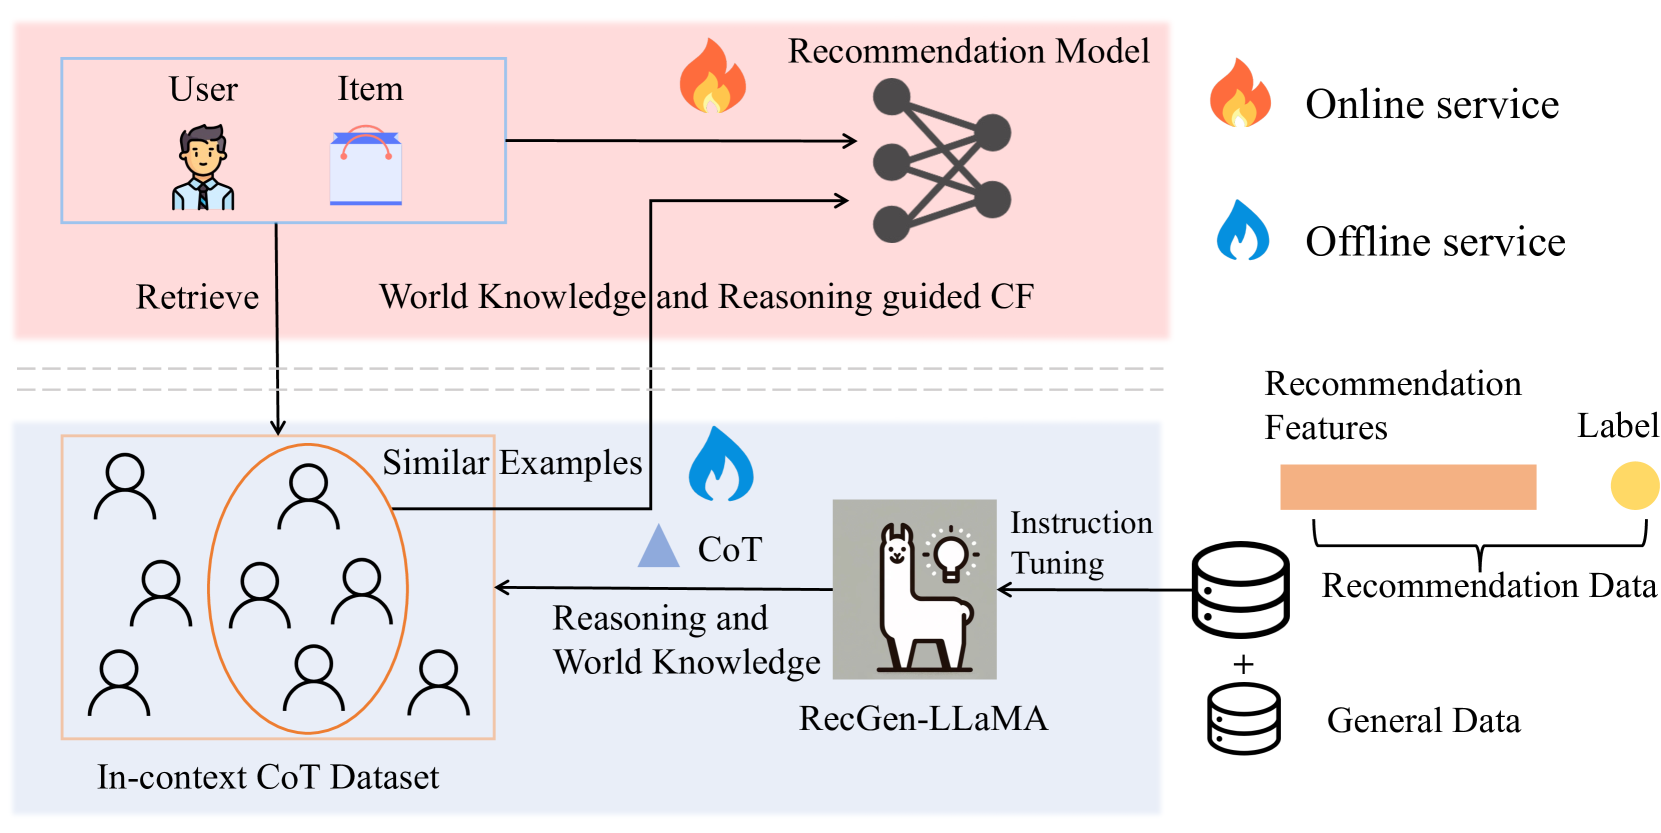 Recommendation Model
User
Item
Online service
Offline service
Retrieve
World Knowledge and Reasoning guided CF
Recommendation
Features
Label
Similar Examples
Instruction
Tuning
CoT
Recommendation Data
Reasoning and
World Knowledge
+
RecGen-LLaMA
General Data
In-context CoT Dataset